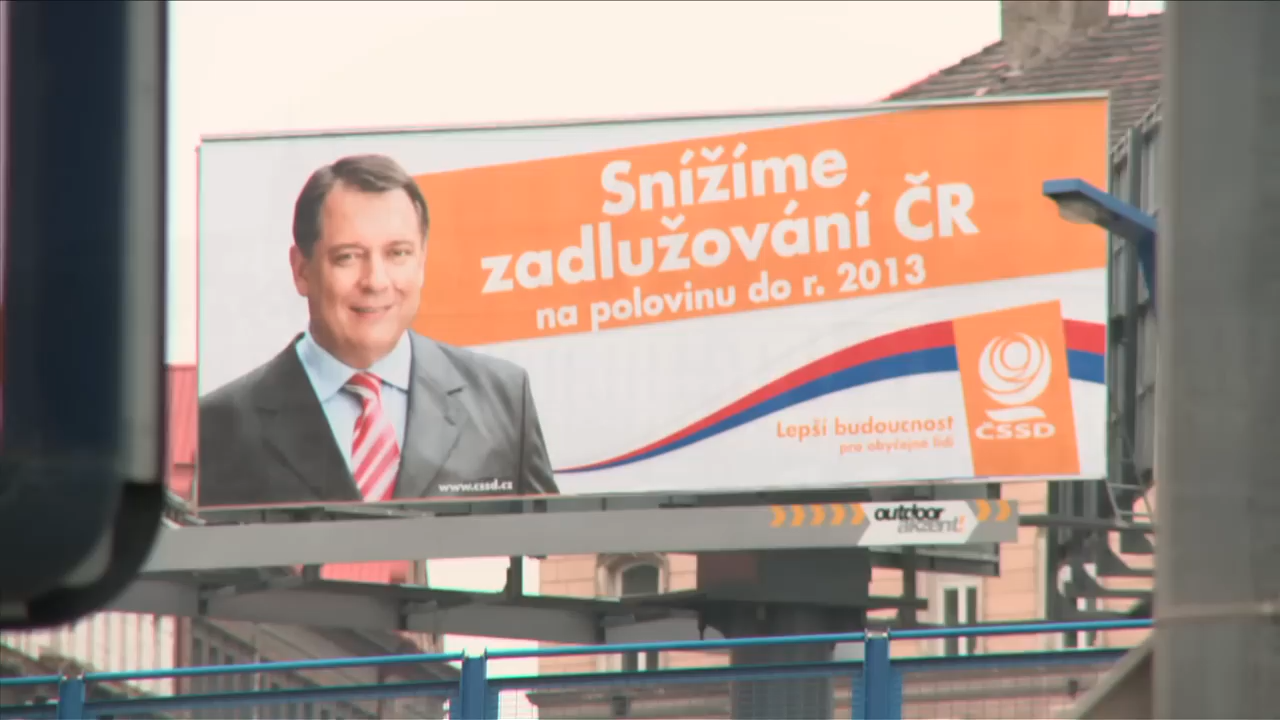 Snížíme
zadlužování ČR
na polovinu do r. 2013
Lepší budoucnost
pro obyčejné lidi
ČSSD
www.cssd.cz
outdoor
akzent!